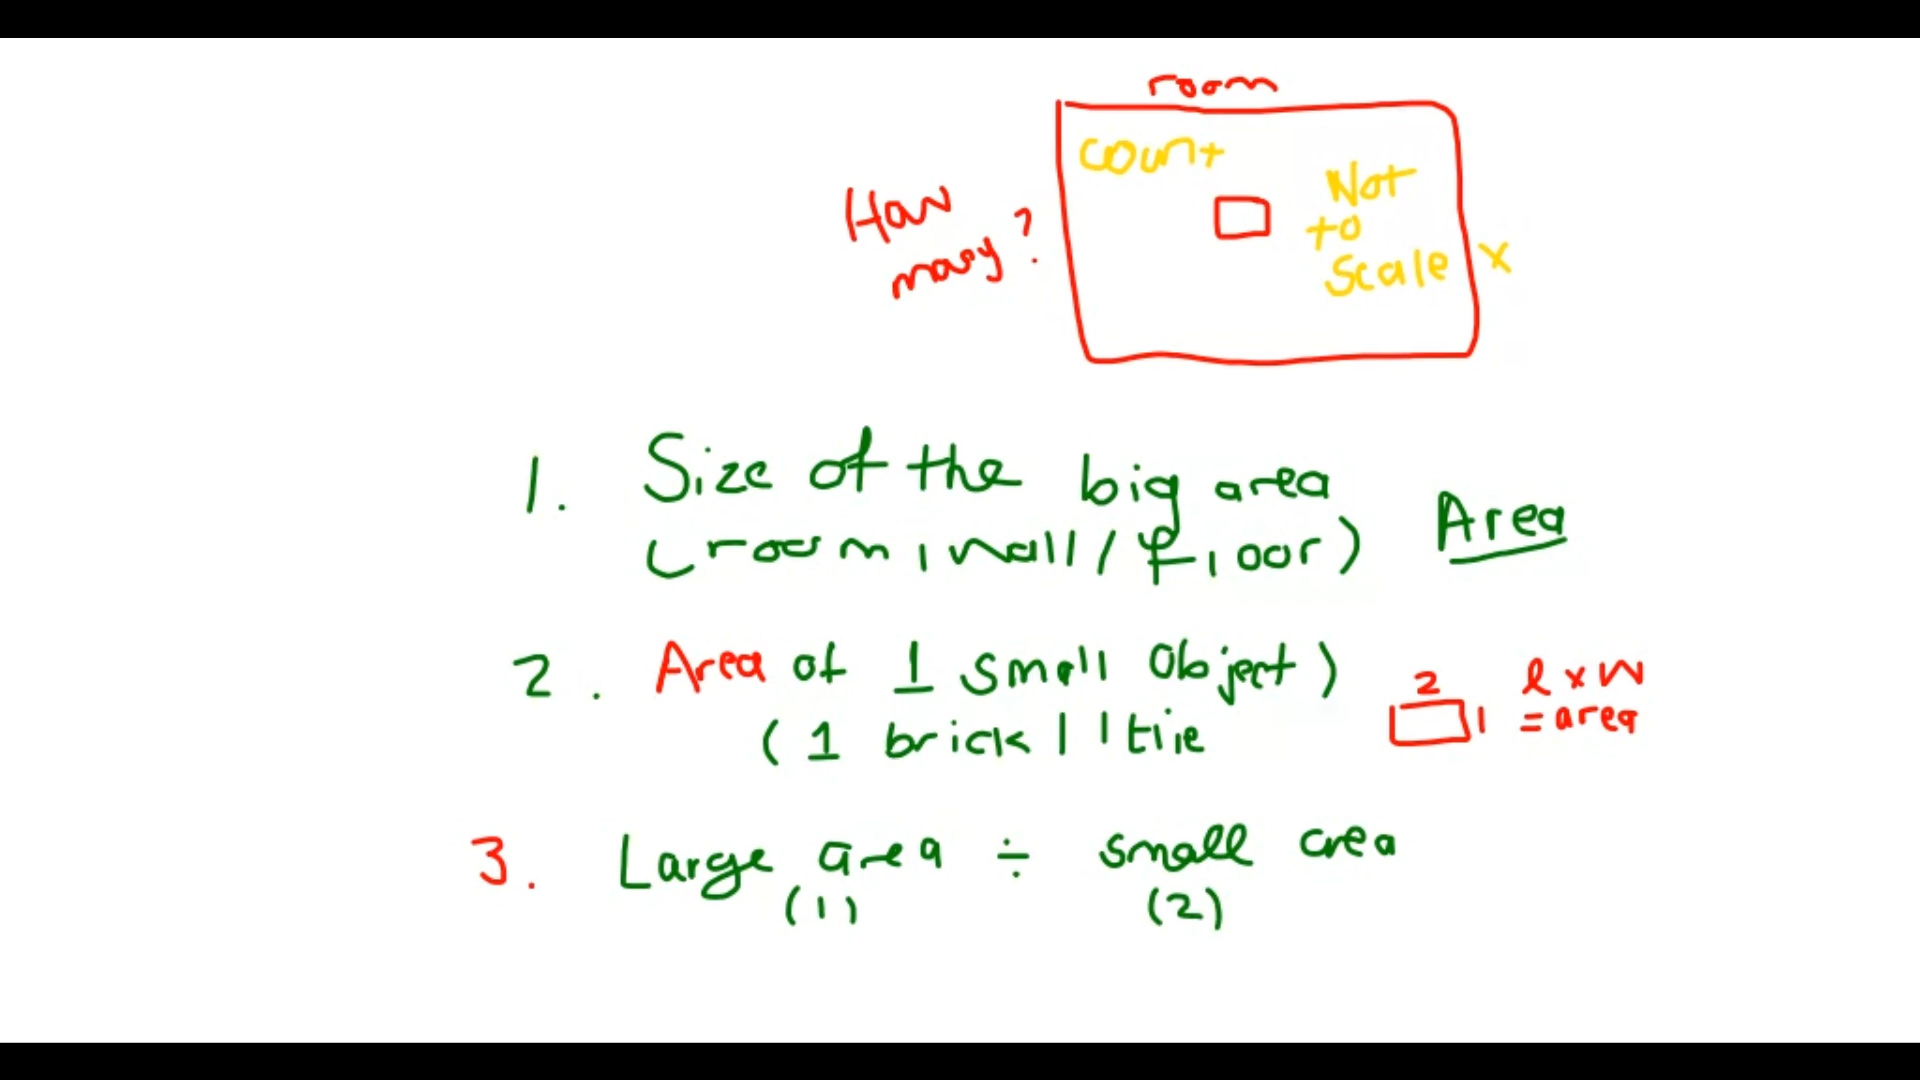 room
count
How
many?
Not
to
Scale x
1. Size of the big area
(room / wall / floor) Area
2. Area of 1 small object)
(1 brick | 1 tile
2 1
l x w
= area
3. Large area ÷ small area
(1) (2)